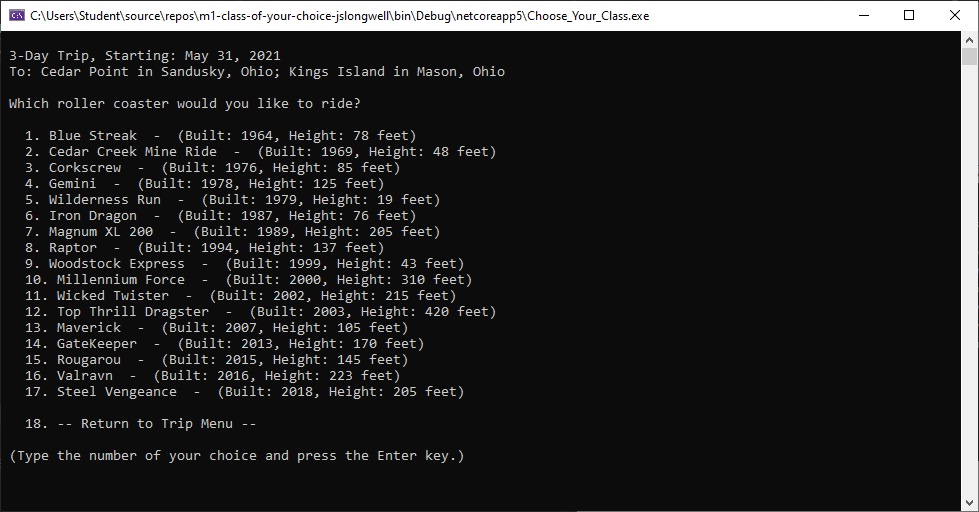 C:\Users\Student\source\repos\m1-class-of-your-choice-jslongwell\bin\Debug\netcoreapp5\Choose_Your_Class.exe
3-Day Trip, Starting: May 31, 2021
To: Cedar Point in Sandusky, Ohio; Kings Island in Mason, Ohio
Which roller coaster would you like to ride?
1. Blue Streak  -  (Built: 1964, Height: 78 feet)
2. Cedar Creek Mine Ride  -  (Built: 1969, Height: 48 feet)
3. Corkscrew  -  (Built: 1976, Height: 85 feet)
4. Gemini  -  (Built: 1978, Height: 125 feet)
5. Wilderness Run  -  (Built: 1979, Height: 19 feet)
6. Iron Dragon  -  (Built: 1987, Height: 76 feet)
7. Magnum XL 200  -  (Built: 1989, Height: 205 feet)
8. Raptor  -  (Built: 1994, Height: 137 feet)
9. Woodstock Express  -  (Built: 1999, Height: 43 feet)
10. Millennium Force  -  (Built: 2000, Height: 310 feet)
11. Wicked Twister  -  (Built: 2002, Height: 215 feet)
12. Top Thrill Dragster  -  (Built: 2003, Height: 420 feet)
13. Maverick  -  (Built: 2007, Height: 105 feet)
14. GateKeeper  -  (Built: 2013, Height: 170 feet)
15. Rougarou  -  (Built: 2015, Height: 145 feet)
16. Valravn  -  (Built: 2016, Height: 223 feet)
17. Steel Vengeance  -  (Built: 2018, Height: 205 feet)
18. -- Return to Trip Menu --
(Type the number of your choice and press the Enter key.)